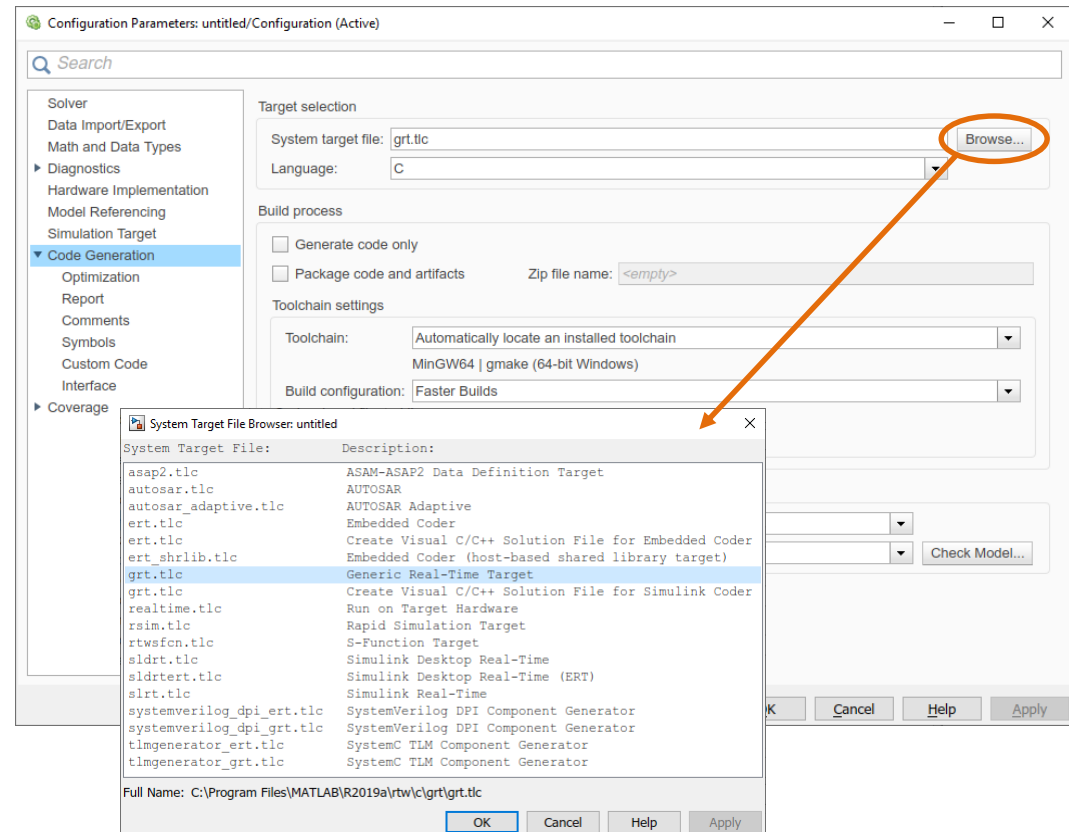 Configuration Parameters: untitled/Configuration (Active)
Search
Solver
Data Import/Export
Math and Data Types
Diagnostics
Hardware Implementation
Model Referencing
Simulation Target
Code Generation
Optimization
Report
Comments
Symbols
Custom Code
Interface
Coverage
Target selection
System target file: grt.tlc Browse...
Language: C
Build process
Generate code only
Package code and artifacts Zip file name: <empty>
Toolchain settings
Toolchain: Automatically locate an installed toolchain
MinGW64 | gmake (64-bit Windows)
Build configuration: Faster Builds
Check Model...
Cancel Help Apply
System Target File Browser: untitled
System Target File: Description:
asap2.tlc ASAM-ASAP2 Data Definition Target
autosar.tlc AUTOSAR
autosar_adaptive.tlc AUTOSAR Adaptive
ert.tlc Embedded Coder
ert.tlc Create Visual C/C++ Solution File for Embedded Coder
ert_shrlib.tlc Embedded Coder (host-based shared library target)
grt.tlc Generic Real-Time Target
grt.tlc Create Visual C/C++ Solution File for Simulink Coder
realtime.tlc Run on Target Hardware
rsim.tlc Rapid Simulation Target
rtwsfcn.tlc S-Function Target
sldrt.tlc Simulink Desktop Real-Time
sldrtert.tlc Simulink Desktop Real-Time (ERT)
slrt.tlc Simulink Real-Time
systemverilog_dpi_ert.tlc SystemVerilog DPI Component Generator
systemverilog_dpi_grt.tlc SystemVerilog DPI Component Generator
tlmgenerator_ert.tlc SystemC TLM Component Generator
tlmgenerator_grt.tlc SystemC TLM Component Generator
Full Name: C:\Program Files\MATLAB\R2019a\rtw\c\grt\grt.tlc
OK Cancel Help Apply